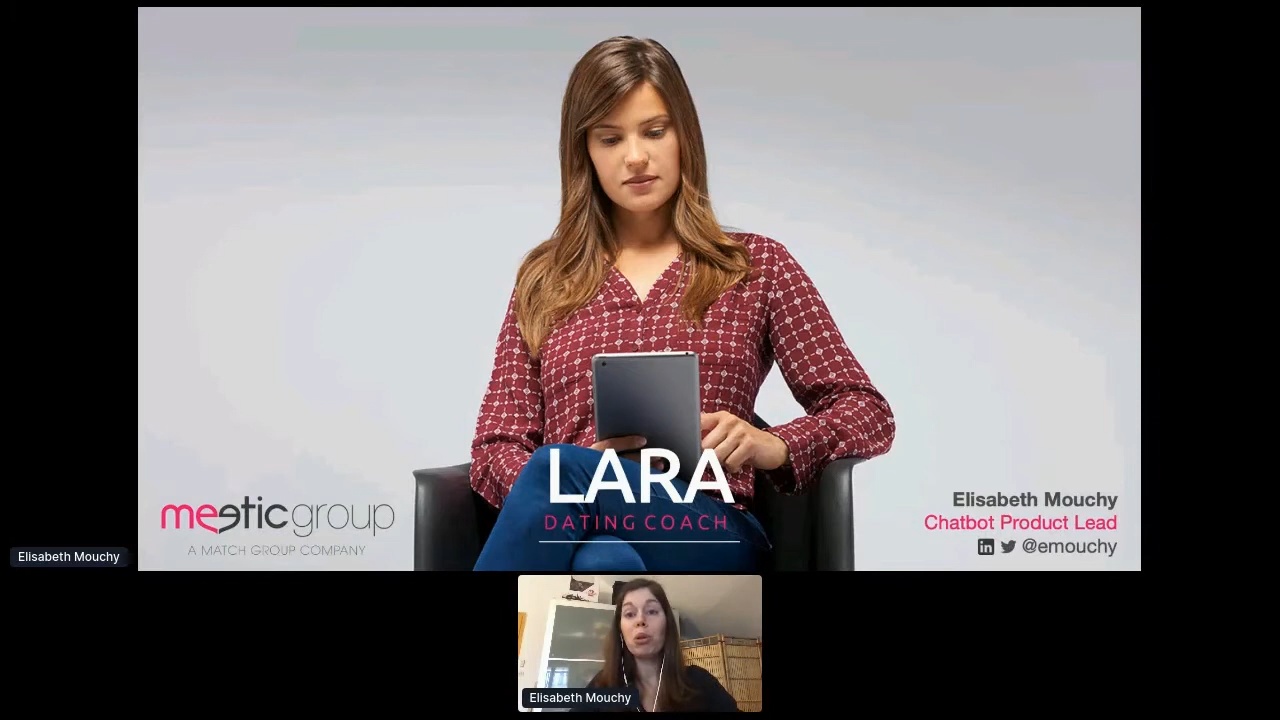 LARA
DATING COACH
meeticgroup
A MATCH GROUP COMPANY
Elisabeth Mouchy
Chatbot Product Lead
@emouchy
Elisabeth Mouchy
Elisabeth Mouchy